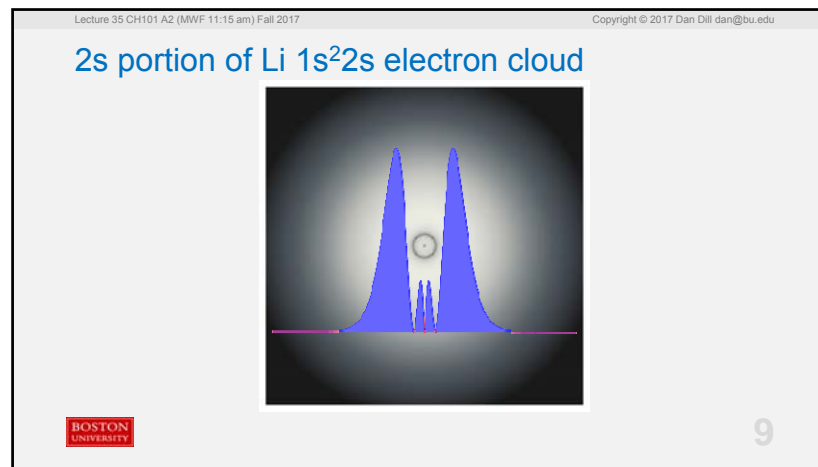 Lecture 35 CH101 A2 (MWF 11:15 am) Fall 2017
Copyright © 2017 Dan Dill dan@bu.edu
2s portion of Li 1s²2s electron cloud
BOSTON
UNIVERSITY
9